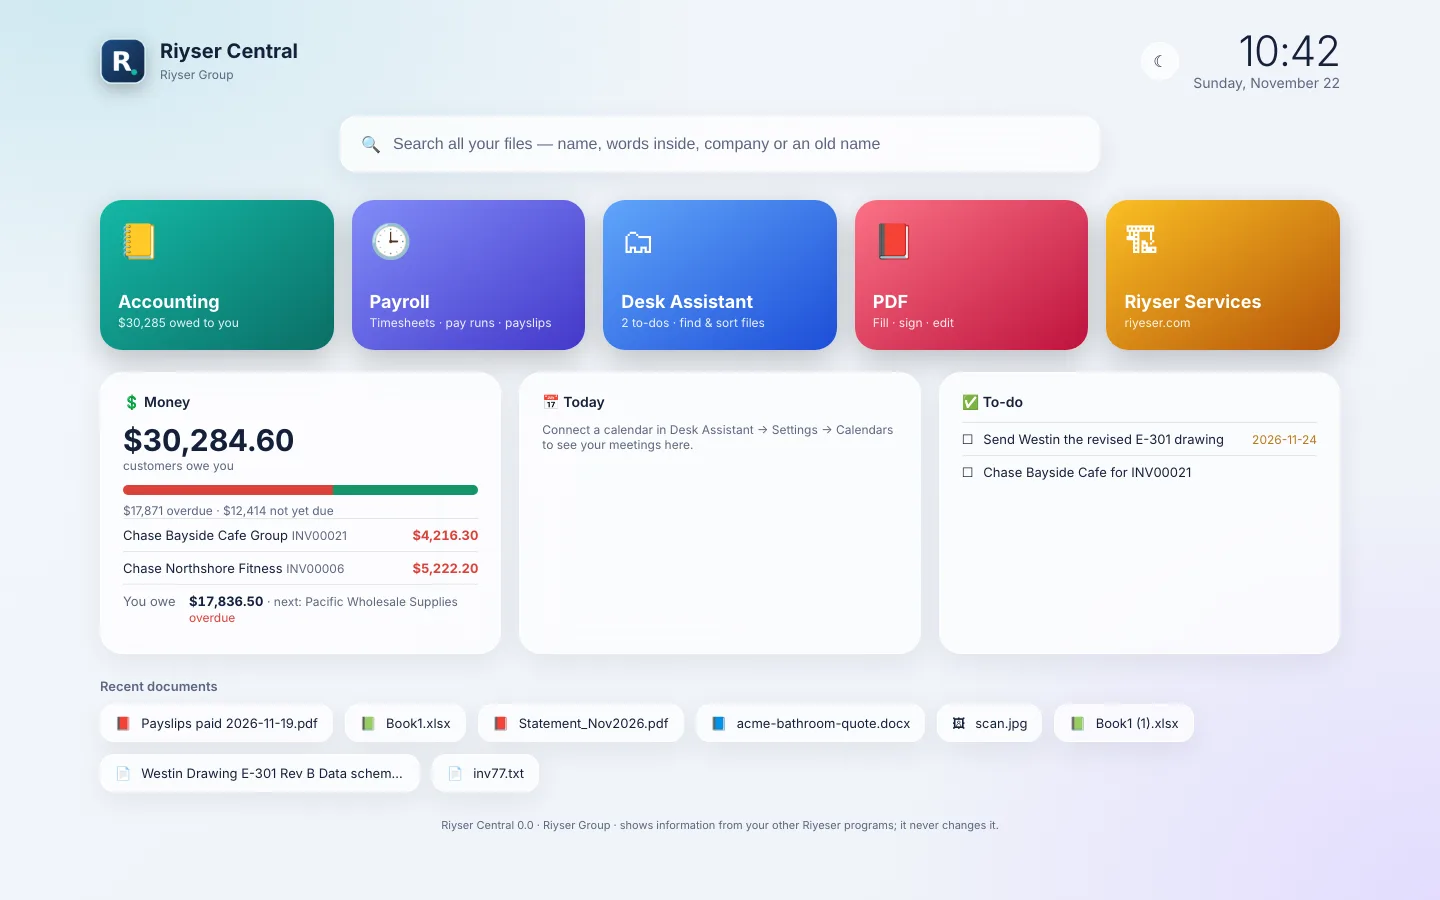 R.
Riyser Central
Riyser Group
10:42
Sunday, November 22
Search all your files — name, words inside, company or an old name
Accounting
$30,285 owed to you
Payroll
Timesheets · pay runs · payslips
Desk Assistant
2 to-dos · find & sort files
PDF
Fill · sign · edit
Riyser Services
riyeser.com
Money
$30,284.60
customers owe you
$17,871 overdue · $12,414 not yet due
Chase Bayside Cafe Group INV00021 $4,216.30
Chase Northshore Fitness INV00006 $5,222.20
You owe $17,836.50 · next: Pacific Wholesale Supplies
overdue
Today
Connect a calendar in Desk Assistant → Settings → Calendars
to see your meetings here.
To-do
Send Westin the revised E-301 drawing 2026-11-24
Chase Bayside Cafe for INV00021
Recent documents
Payslips paid 2026-11-19.pdf
Book1.xlsx
Statement_Nov2026.pdf
acme-bathroom-quote.docx
scan.jpg
Book1 (1).xlsx
Westin Drawing E-301 Rev B Data schem...
inv77.txt
Riyser Central 0.0 · Riyser Group · shows information from your other Riyeser programs; it never changes it.